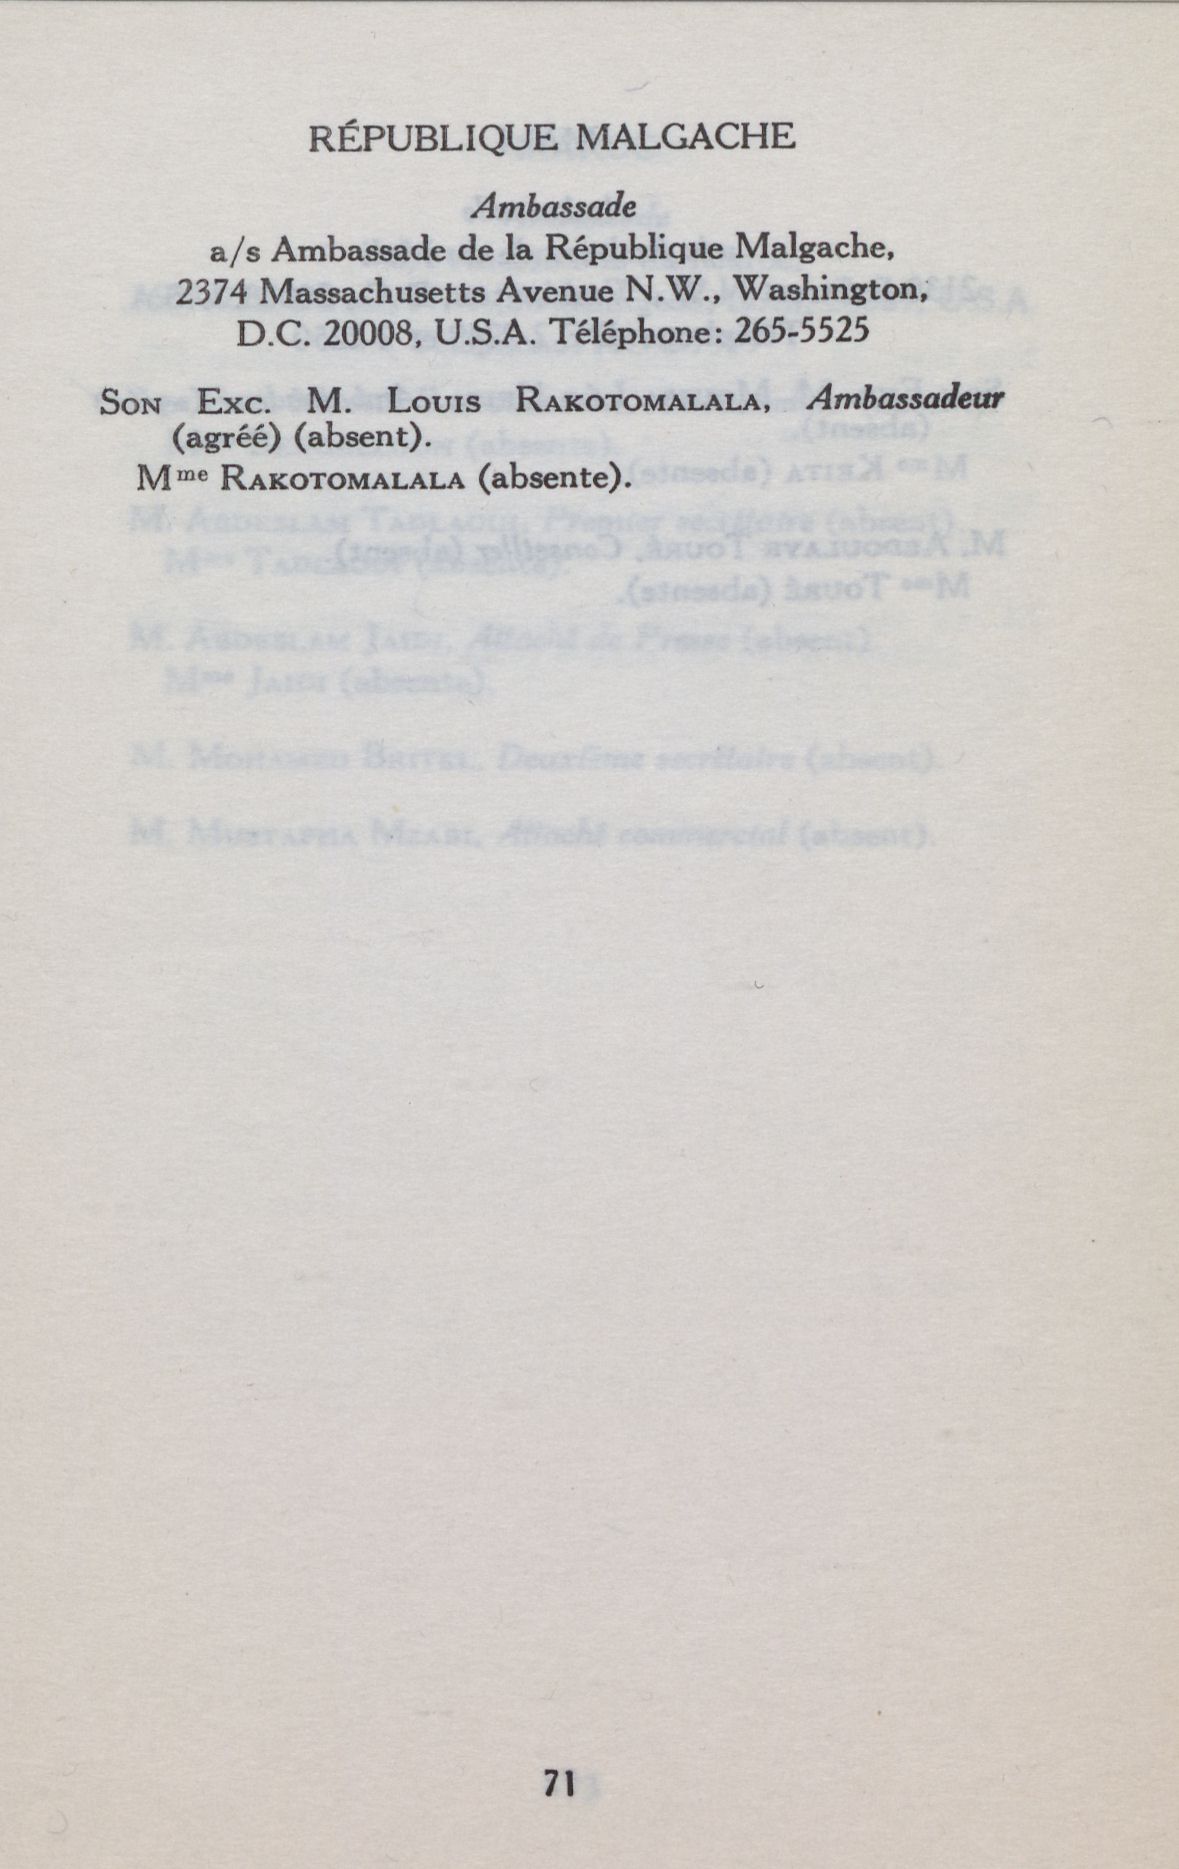 RÉPUBLIQUE MALGACHE
Ambassade
a/s Ambassade de la République Malgache,
2374 Massachusetts Avenue N.W., Washington,
D.C. 20008, U.S.A. Téléphone: 265-5525
SON EXC. M. LOUIS RAKOTOMALALA, Ambassadeur
(agréé) (absent).
Mme RAKOTOMALALA (absente).
71